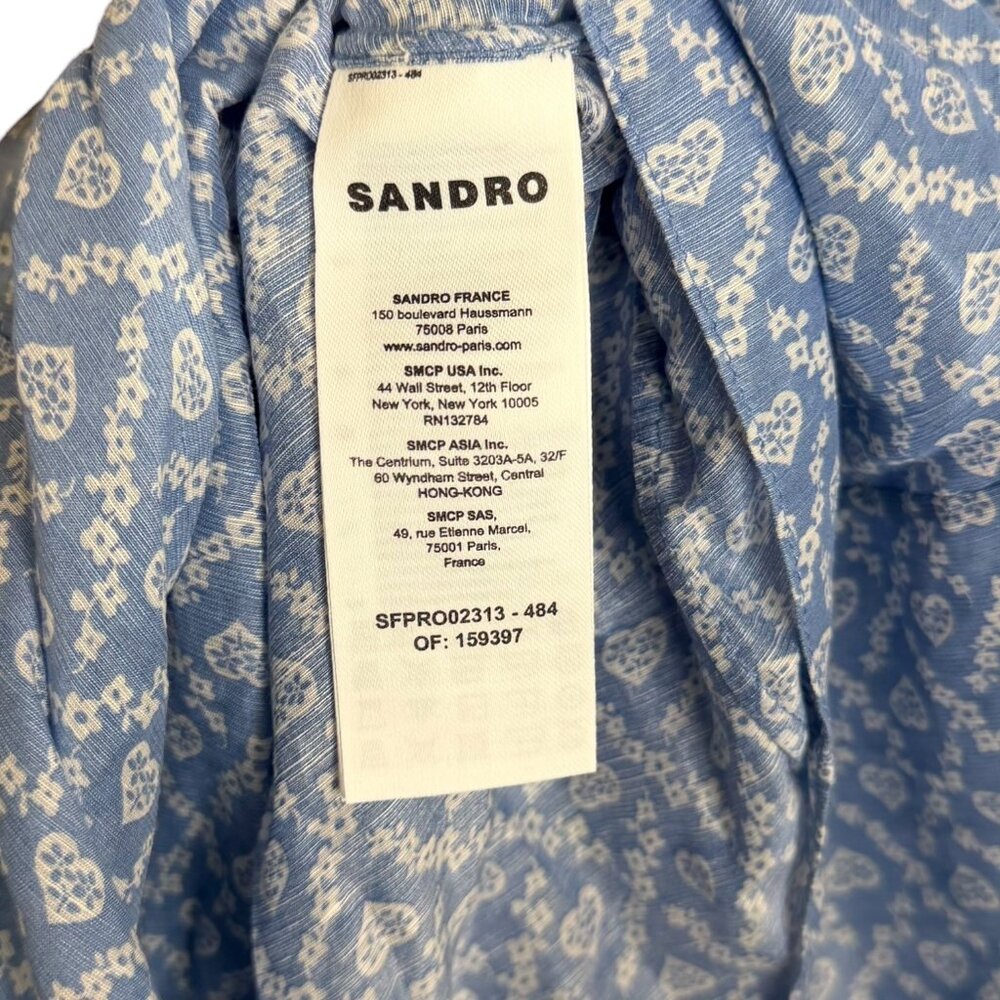 SFPRO02313 - 484
SANDRO
SANDRO FRANCE
150 boulevard Haussmann
75008 Paris
www.sandro-paris.com
SMCP USA Inc.
44 Wall Street, 12th Floor
New York, New York 10005
RN132784
SMCP ASIA Inc.
The Centrium, Suite 3203A-5A, 32/F
60 Wyndham Street, Central
HONG-KONG
SMCP SAS,
49, rue Etienne Marcel,
75001 Paris,
France
SFPRO02313 - 484
OF: 159397